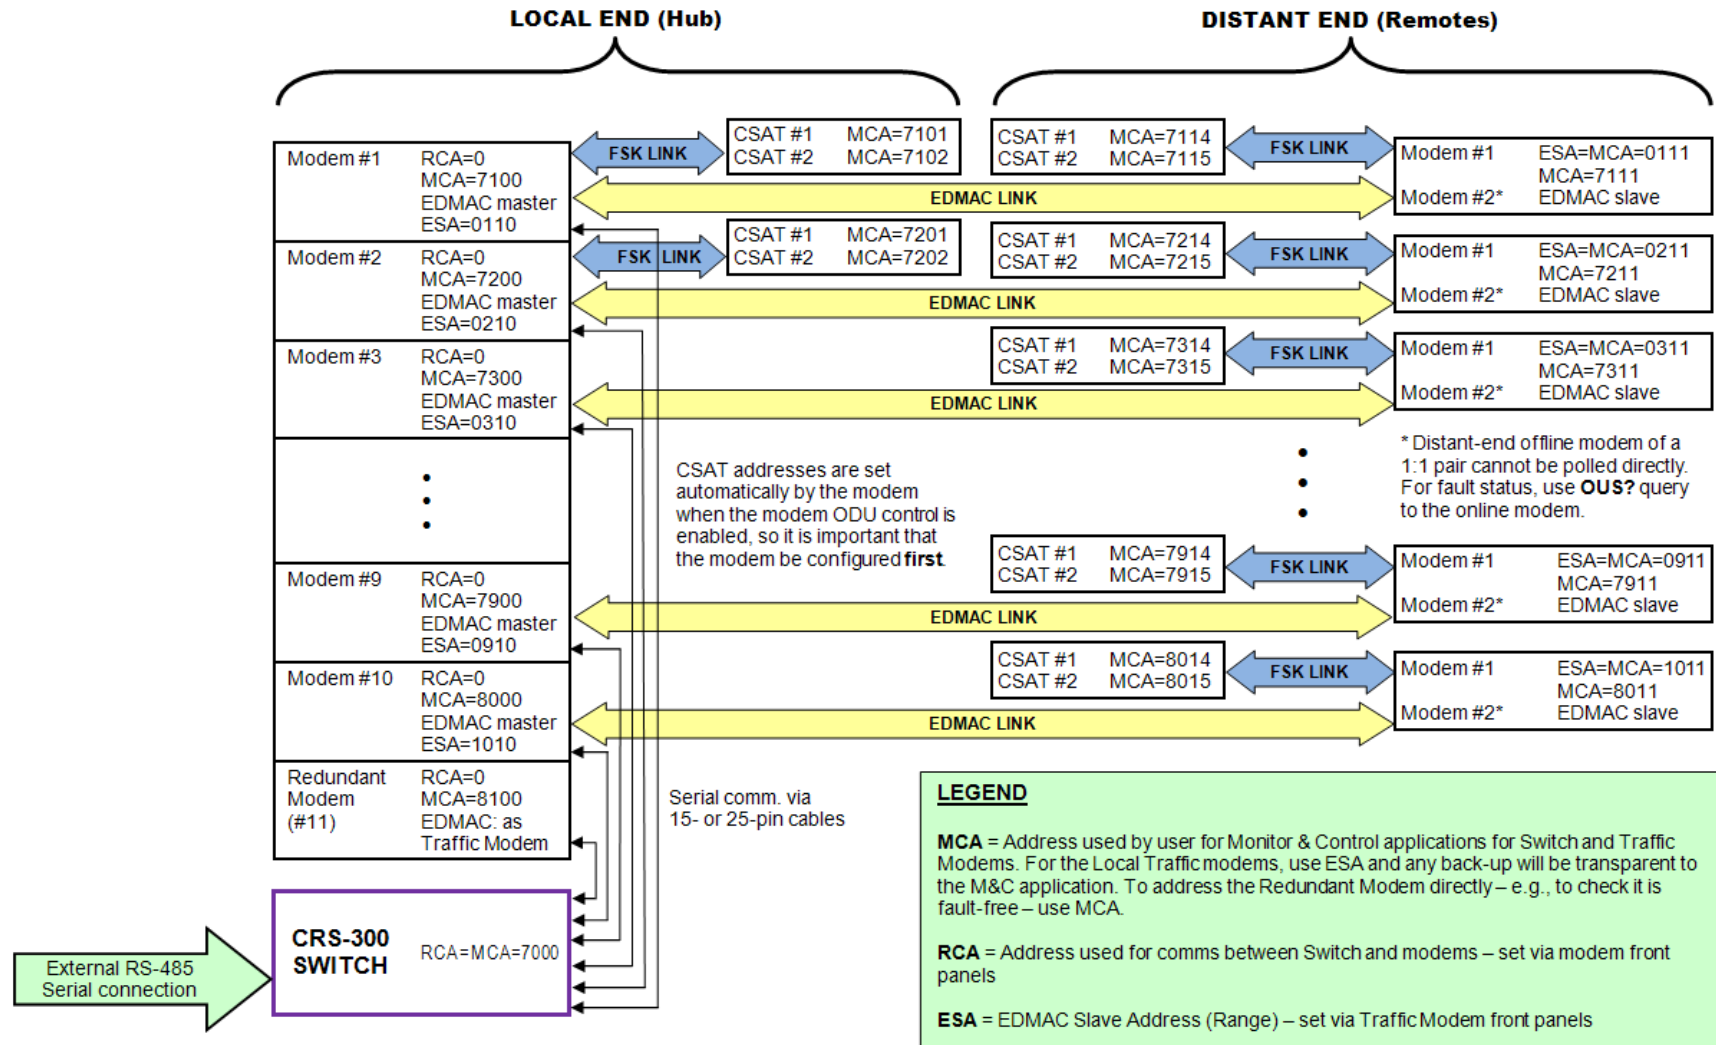 LOCAL END (Hub)
DISTANT END (Remotes)
Modem #1 RCA=0
MCA=7100
EDMAC master
ESA=0110
FSK LINK
CSAT #1 MCA=7101
CSAT #2 MCA=7102
CSAT #1 MCA=7114
CSAT #2 MCA=7115
FSK LINK
Modem #1 ESA=MCA=0111
MCA=7111
Modem #2* EDMAC slave
EDMAC LINK
Modem #2 RCA=0
MCA=7200
EDMAC master
ESA=0210
FSK LINK
CSAT #1 MCA=7201
CSAT #2 MCA=7202
CSAT #1 MCA=7214
CSAT #2 MCA=7215
FSK LINK
Modem #1 ESA=MCA=0211
MCA=7211
Modem #2* EDMAC slave
EDMAC LINK
Modem #3 RCA=0
MCA=7300
EDMAC master
ESA=0310
CSAT #1 MCA=7314
CSAT #2 MCA=7315
FSK LINK
Modem #1 ESA=MCA=0311
MCA=7311
Modem #2* EDMAC slave
EDMAC LINK
CSAT addresses are set
automatically by the modem
when the modem ODU control is
enabled, so it is important that
the modem be configured first.
* Distant-end offline modem of a
1:1 pair cannot be polled directly.
For fault status, use OUS? query
to the online modem.
Modem #9 RCA=0
MCA=7900
EDMAC master
ESA=0910
CSAT #1 MCA=7914
CSAT #2 MCA=7915
FSK LINK
Modem #1 ESA=MCA=0911
MCA=7911
Modem #2* EDMAC slave
EDMAC LINK
Modem #10 RCA=0
MCA=8000
EDMAC master
ESA=1010
CSAT #1 MCA=8014
CSAT #2 MCA=8015
FSK LINK
Modem #1 ESA=MCA=1011
MCA=8011
Modem #2* EDMAC slave
EDMAC LINK
Redundant RCA=0
Modem MCA=8100
(#11) EDMAC: as
Traffic Modem
Serial comm. via
15- or 25-pin cables
CRS-300
SWITCH
RCA=MCA=7000
External RS-485
Serial connection
LEGEND
MCA = Address used by user for Monitor & Control applications for Switch and Traffic
Modems. For the Local Traffic modems, use ESA and any back-up will be transparent to
the M&C application. To address the Redundant Modem directly – e.g., to check it is
fault-free – use MCA.
RCA = Address used for comms between Switch and modems – set via modem front
panels
ESA = EDMAC Slave Address (Range) – set via Traffic Modem front panels